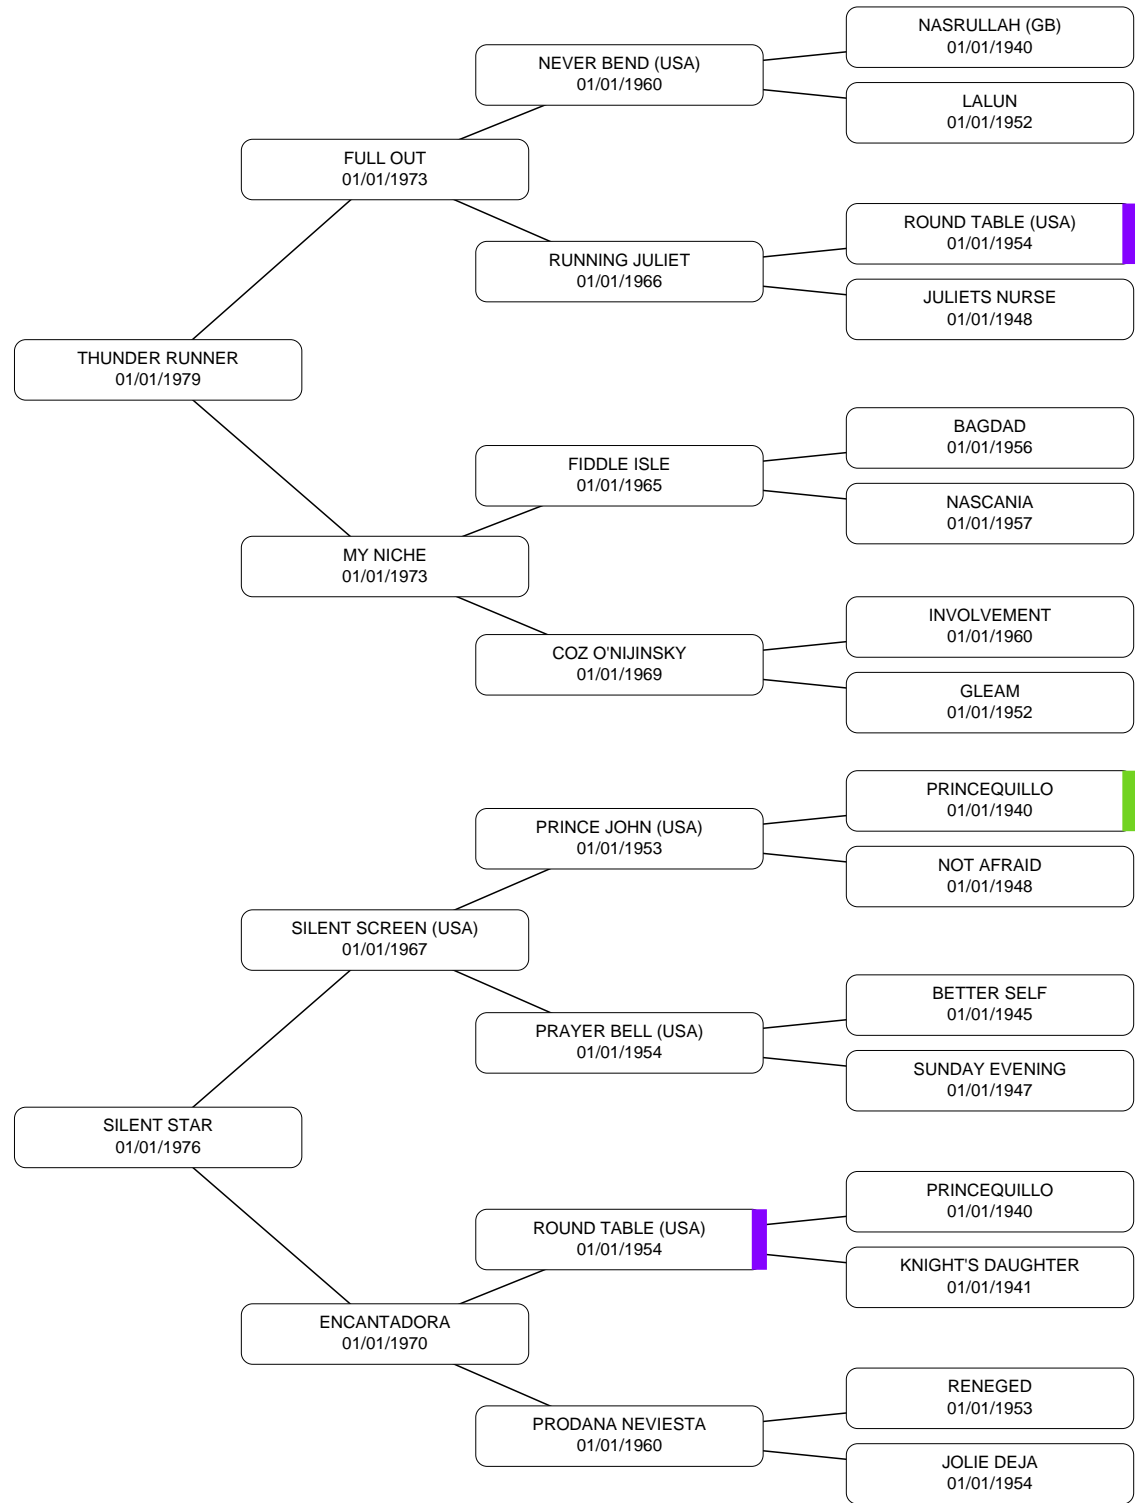 NASRULLAH (GB)
01/01/1940
NEVER BEND (USA)
01/01/1960
LALUN
01/01/1952
FULL OUT
01/01/1973
ROUND TABLE (USA)
01/01/1954
RUNNING JULIET
01/01/1966
JULIETS NURSE
01/01/1948
THUNDER RUNNER
01/01/1979
BAGDAD
01/01/1956
FIDDLE ISLE
01/01/1965
NASCANIA
01/01/1957
MY NICHE
01/01/1973
INVOLVEMENT
01/01/1960
COZ O'NIJINSKY
01/01/1969
GLEAM
01/01/1952
PRINCEQUILLO
01/01/1940
PRINCE JOHN (USA)
01/01/1953
NOT AFRAID
01/01/1948
SILENT SCREEN (USA)
01/01/1967
BETTER SELF
01/01/1945
PRAYER BELL (USA)
01/01/1954
SUNDAY EVENING
01/01/1947
SILENT STAR
01/01/1976
PRINCEQUILLO
01/01/1940
ROUND TABLE (USA)
01/01/1954
KNIGHT'S DAUGHTER
01/01/1941
ENCANTADORA
01/01/1970
RENEGED
01/01/1953
PRODANA NEVIESTA
01/01/1960
JOLIE DEJA
01/01/1954